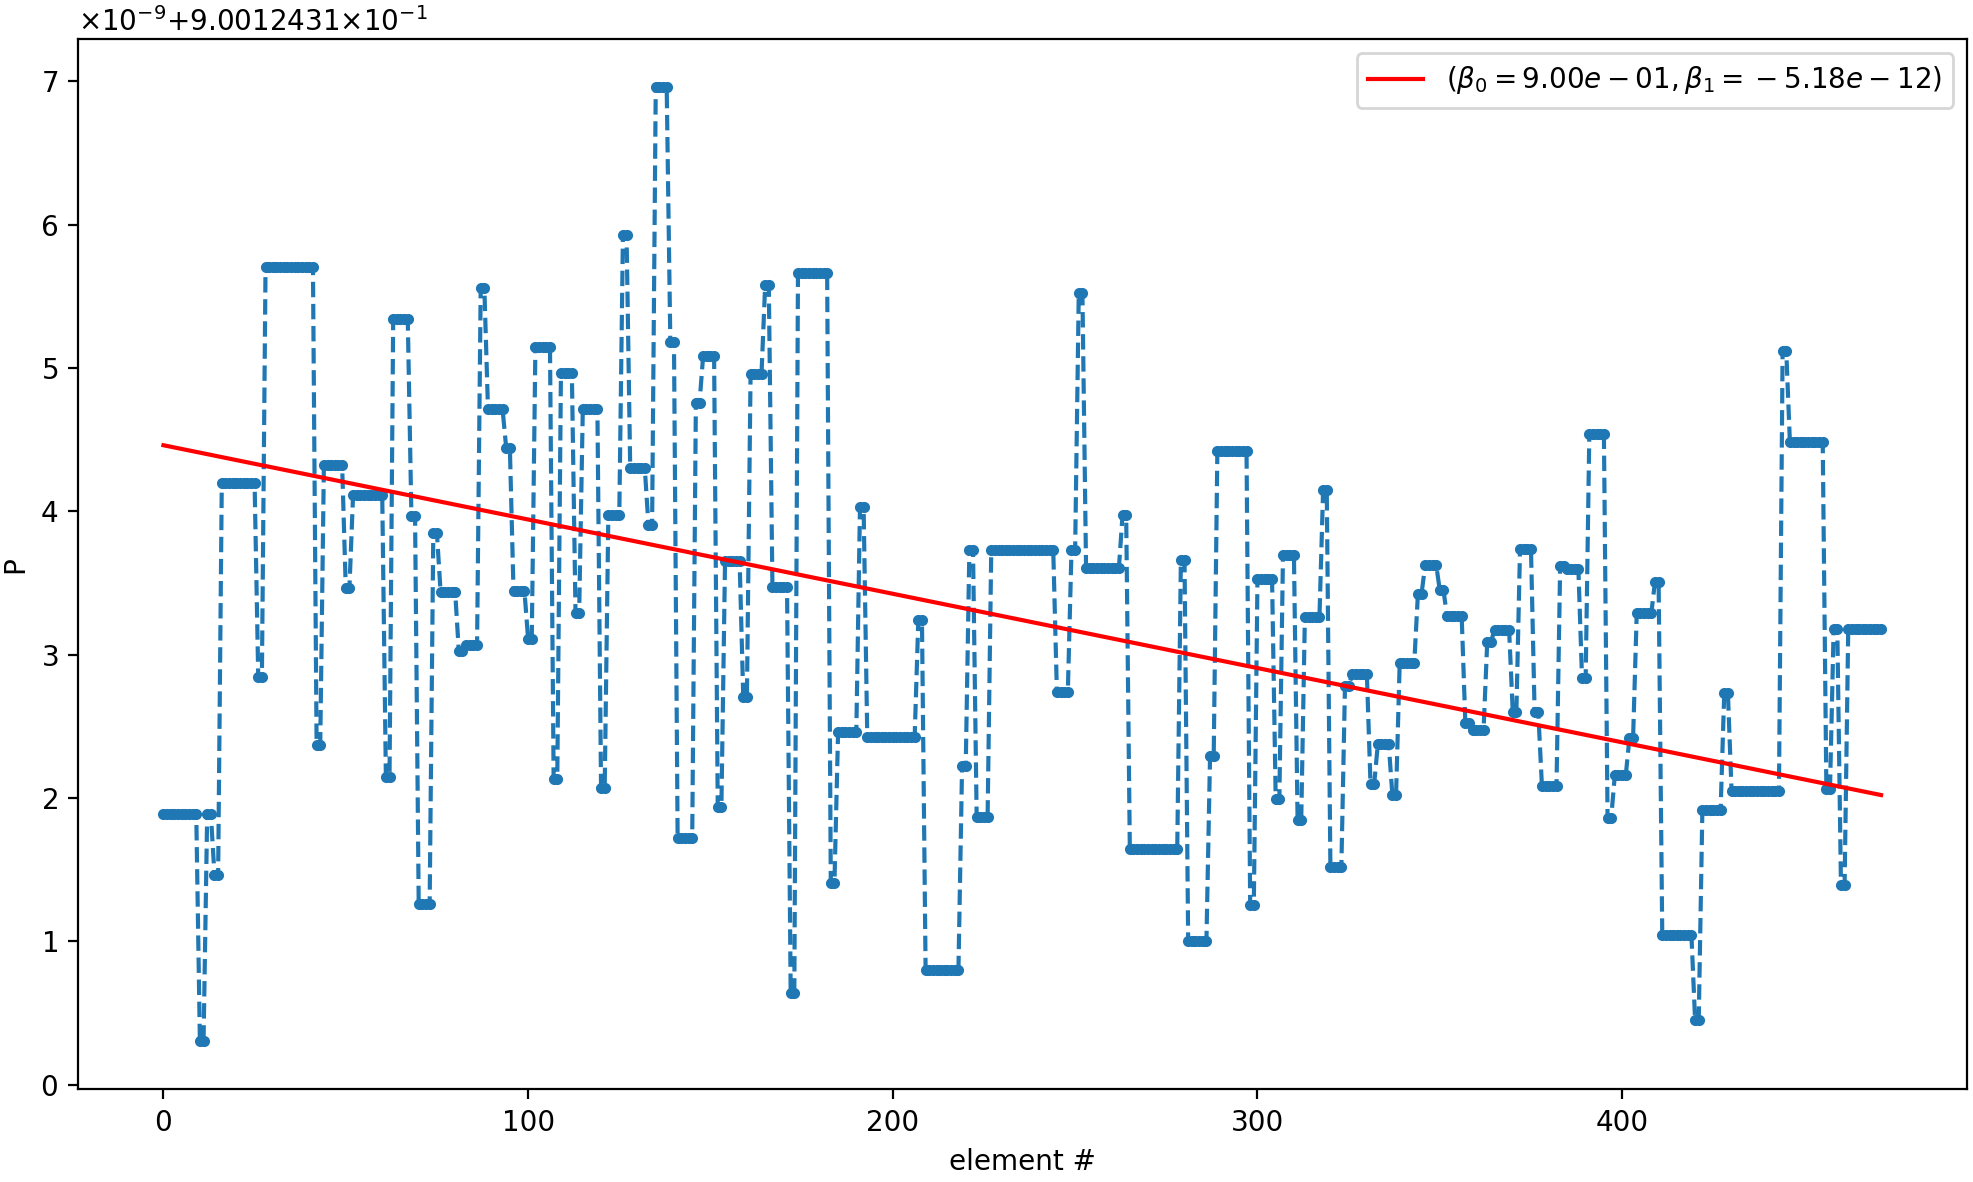 ×10⁻⁹+9.0012431×10⁻¹
(β₀ = 9.00e − 01, β₁ = − 5.18e − 12)
7
6
5
4
3
2
1
0
P
0 100 200 300 400
element #